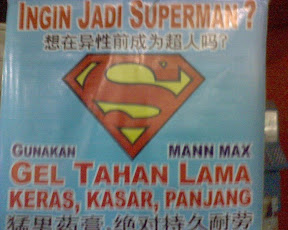 INGIN JADI SUPERMAN?
想在异性前成为超人吗?
S
GUNAKAN MANN MAX
GEL TAHAN LAMA
KERAS, KASAR, PANJANG
猛男药膏,绝对持久耐劳